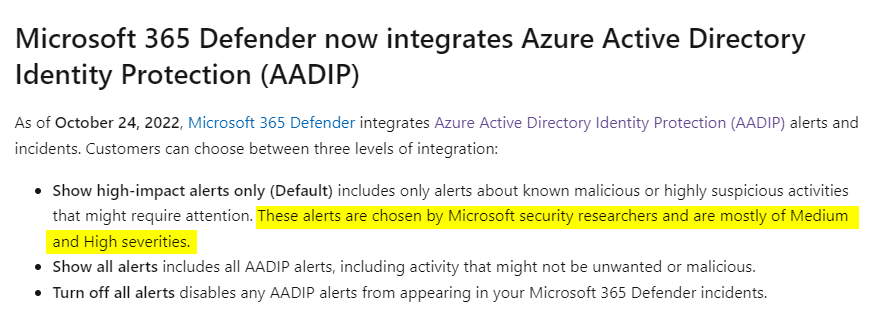 Microsoft 365 Defender now integrates Azure Active Directory
Identity Protection (AADIP)
As of October 24, 2022, Microsoft 365 Defender integrates Azure Active Directory Identity Protection (AADIP) alerts and
incidents. Customers can choose between three levels of integration:
• Show high-impact alerts only (Default) includes only alerts about known malicious or highly suspicious activities
that might require attention. These alerts are chosen by Microsoft security researchers and are mostly of Medium
and High severities.
• Show all alerts includes all AADIP alerts, including activity that might not be unwanted or malicious.
• Turn off all alerts disables any AADIP alerts from appearing in your Microsoft 365 Defender incidents.